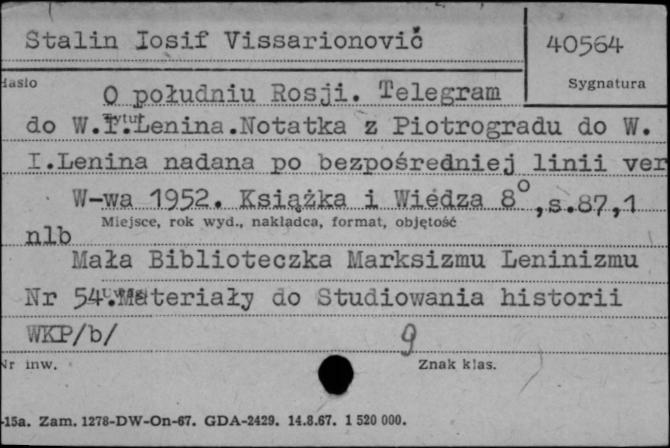 Stalin Iosif Vissarionovič
40564
Hasło
Sygnatura
O południu Rosji. Telegram
Tytuł
do W.I.Lenina.Notatka z Piotrogradu do W.
I.Lenina nadana po bezpośredniej linii ver
W-wa 1952. Książka i Wiedza 8°,s.87,1
Miejsce, rok wyd., nakładca, format, objętość
nlb
Mała Biblioteczka Marksizmu Leninizmu
Nr 54.Materiały do Studiowania historii
WKP/b/
9
Nr inw.
Znak klas.
-15a. Zam. 1278-DW-On-67. GDA-2429. 14.8.67. 1 520 000.